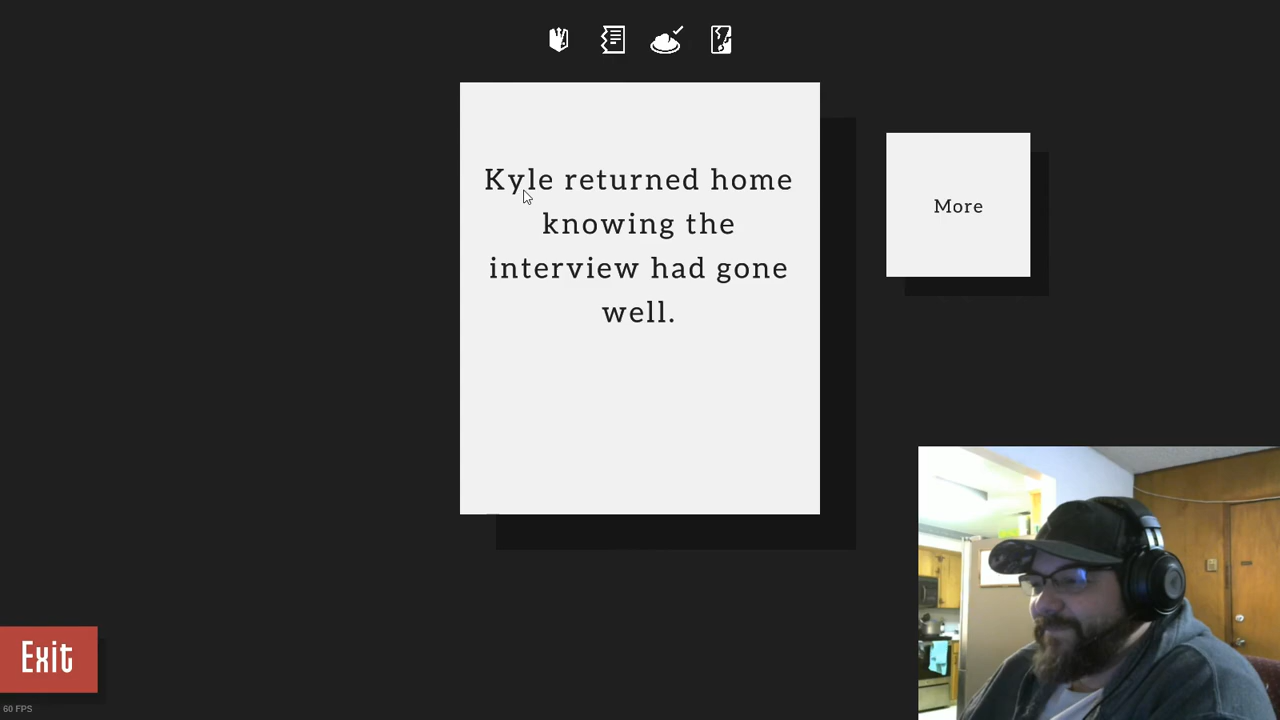 Kyle returned home
knowing the
interview had gone
well.
More
Exit
60 FPS